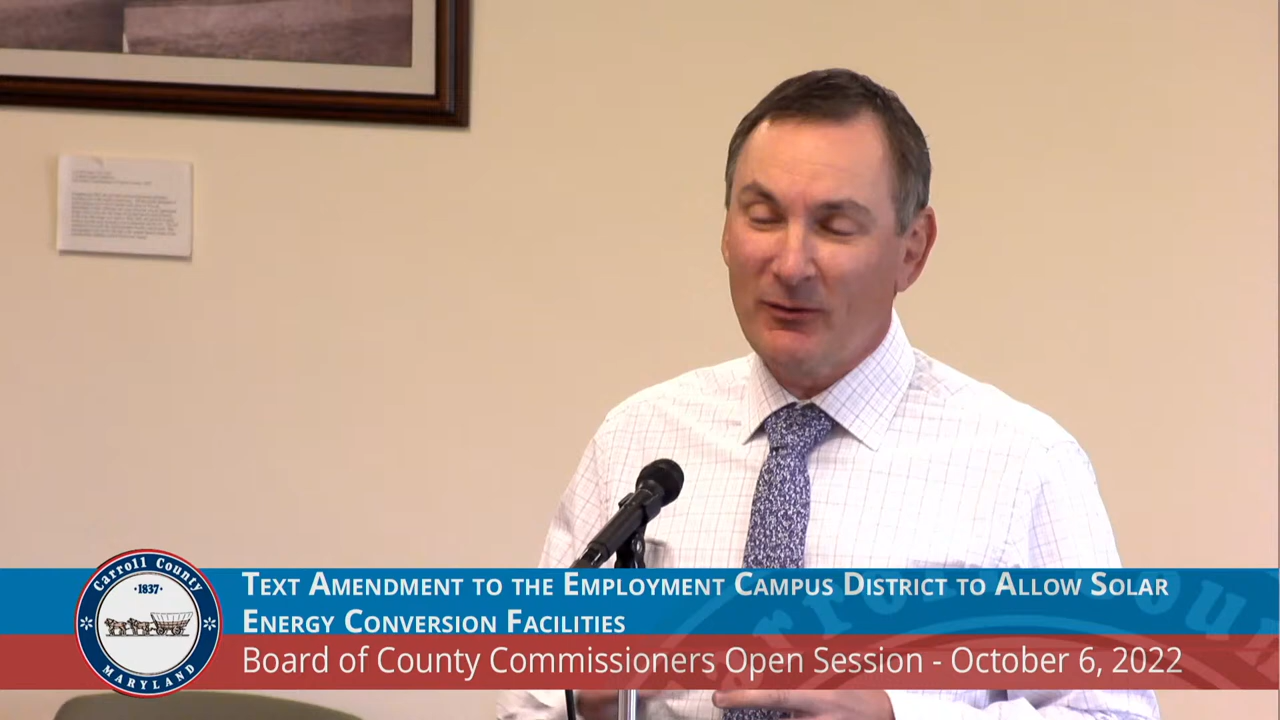 Carroll County
·1837·
MARYLAND
Text Amendment to the Employment Campus District to Allow Solar
Energy Conversion Facilities
Board of County Commissioners Open Session - October 6, 2022